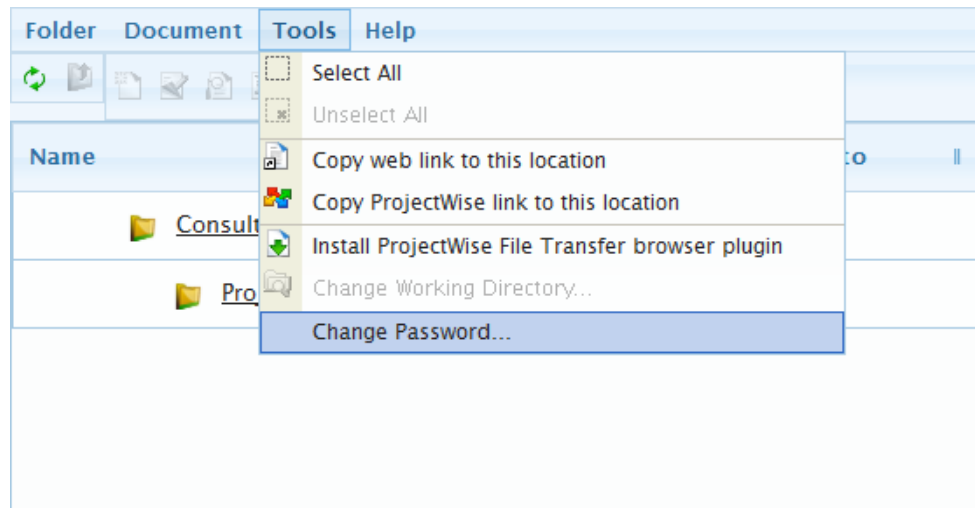 Folder Document Tools Help
Select All
Unselect All
Name
Copy web link to this location
Copy ProjectWise link to this location
Install ProjectWise File Transfer browser plugin
Change Working Directory...
Change Password...